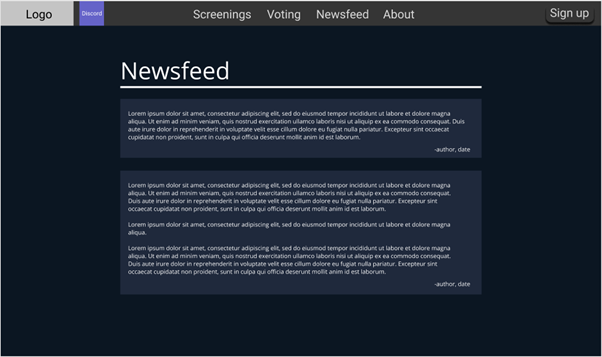 Logo
Discord
Screenings
Voting
Newsfeed
About
Sign up
Newsfeed
Lorem ipsum dolor sit amet, consectetur adipiscing elit, sed do eiusmod tempor incididunt ut labore et dolore magna
aliqua. Ut enim ad minim veniam, quis nostrud exercitation ullamco laboris nisi ut aliquip ex ea commodo consequat. Duis
aute irure dolor in reprehenderit in voluptate velit esse cillum dolore eu fugiat nulla pariatur. Excepteur sint occaecat
cupidatat non proident, sunt in culpa qui officia deserunt mollit anim id est laborum.
-author, date
Lorem ipsum dolor sit amet, consectetur adipiscing elit, sed do eiusmod tempor incididunt ut labore et dolore magna
aliqua. Ut enim ad minim veniam, quis nostrud exercitation ullamco laboris nisi ut aliquip ex ea commodo consequat.
Duis aute irure dolor in reprehenderit in voluptate velit esse cillum dolore eu fugiat nulla pariatur. Excepteur sint
occaecat cupidatat non proident, sunt in culpa qui officia deserunt mollit anim id est laborum.
Lorem ipsum dolor sit amet, consectetur adipiscing elit, sed do eiusmod tempor incididunt ut labore et dolore magna
aliqua.
Lorem ipsum dolor sit amet, consectetur adipiscing elit, sed do eiusmod tempor incididunt ut labore et dolore magna
aliqua. Ut enim ad minim veniam, quis nostrud exercitation ullamco laboris nisi ut aliquip ex ea commodo consequat.
Duis aute irure dolor in reprehenderit in voluptate velit esse cillum dolore eu fugiat nulla pariatur. Excepteur sint
occaecat cupidatat non proident, sunt in culpa qui officia deserunt mollit anim id est laborum.
-author, date